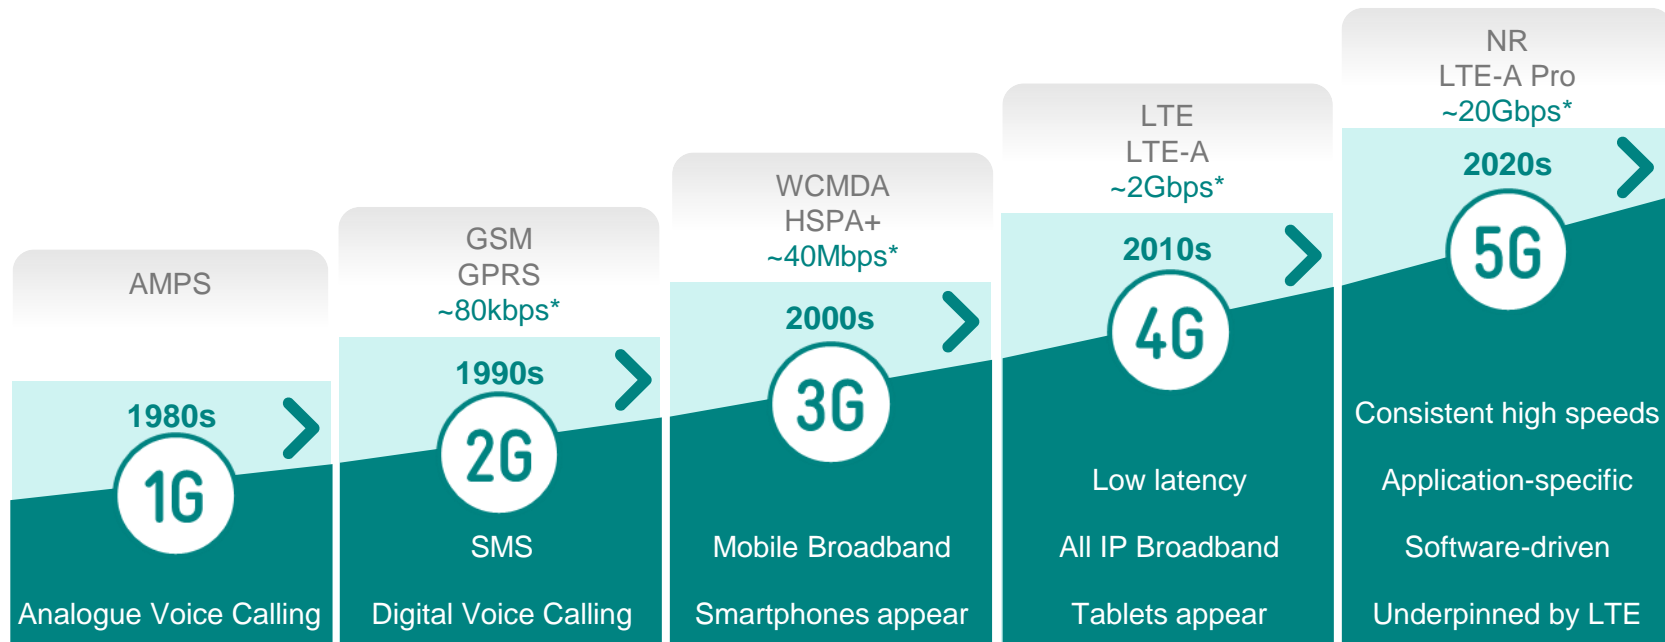 AMPS
1980s
1G
Analogue Voice Calling
GSM
GPRS
~80kbps*
1990s
2G
SMS
Digital Voice Calling
WCMDA
HSPA+
~40Mbps*
2000s
3G
Mobile Broadband
Smartphones appear
LTE
LTE-A
~2Gbps*
2010s
4G
Low latency
All IP Broadband
Tablets appear
NR
LTE-A Pro
~20Gbps*
2020s
5G
Consistent high speeds
Application-specific
Software-driven
Underpinned by LTE